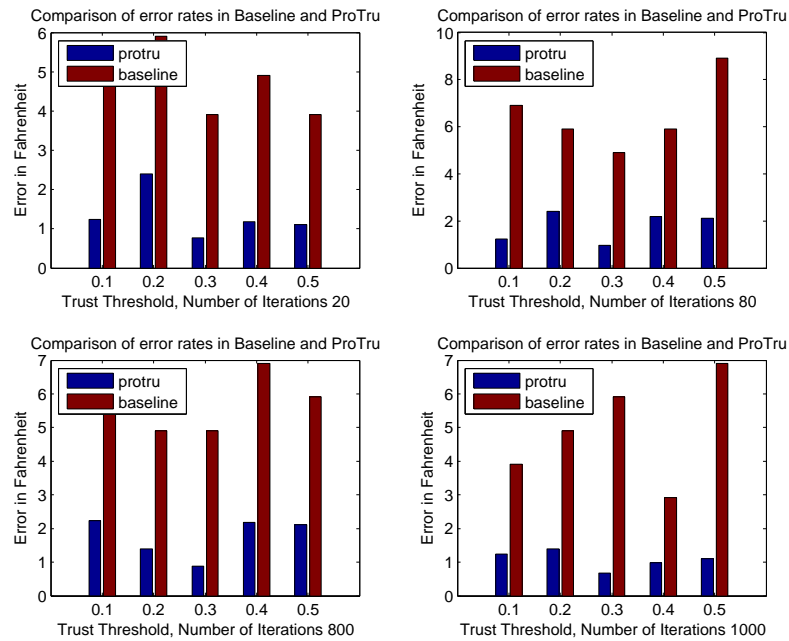 Comparison of error rates in Baseline and ProTru
6
5
4
3
2
1
0
Error in Fahrenheit
protru
baseline
0.1 0.2 0.3 0.4 0.5
Trust Threshold, Number of Iterations 20
Comparison of error rates in Baseline and ProTru
10
8
6
4
2
0
Error in Fahrenheit
protru
baseline
0.1 0.2 0.3 0.4 0.5
Trust Threshold, Number of Iterations 80
Comparison of error rates in Baseline and ProTru
7
6
5
4
3
2
1
0
Error in Fahrenheit
protru
baseline
0.1 0.2 0.3 0.4 0.5
Trust Threshold, Number of Iterations 800
Comparison of error rates in Baseline and ProTru
7
6
5
4
3
2
1
0
Error in Fahrenheit
protru
baseline
0.1 0.2 0.3 0.4 0.5
Trust Threshold, Number of Iterations 1000